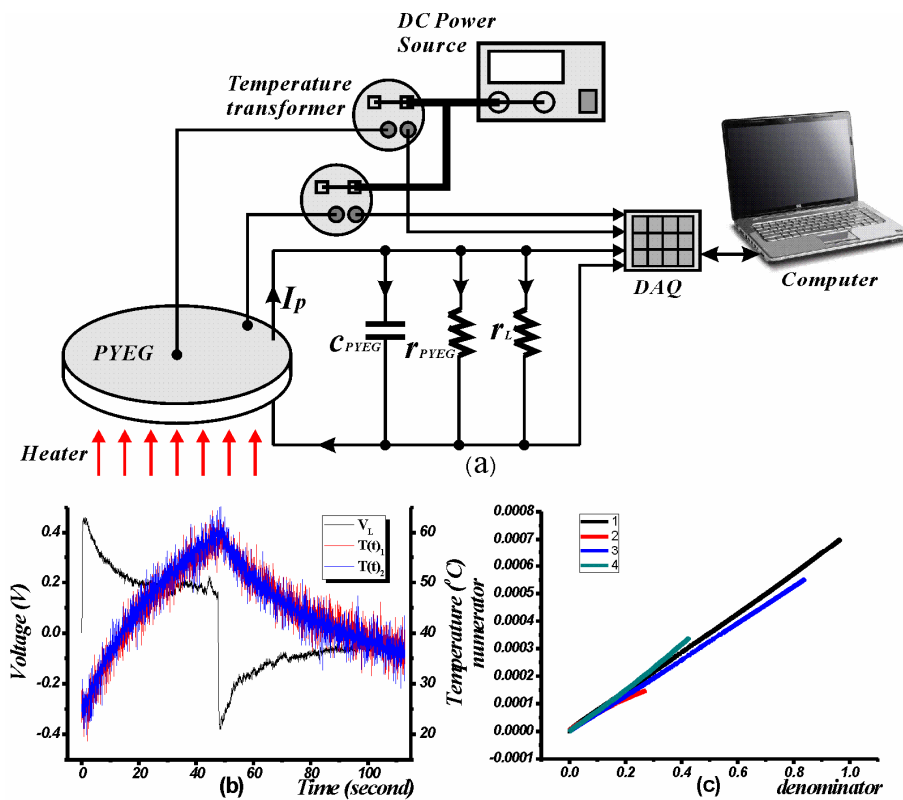 DC Power
Source
Temperature
transformer
I_p
PYEG
c_PYEG
r_PYEG
r_L
DAQ
Computer
Heater
(a)
0.4
0.2
0.0
-0.2
-0.4
Voltage (V)
V_L
T(t)_1
T(t)_2
60
50
40
30
20
Temperature (°C)
0 20 40 60 80 100
Time (second)
(b)
0.0008
0.0007
0.0006
0.0005
0.0004
0.0003
0.0002
0.0001
0.0000
-0.0001
numerator
1
2
3
4
0.0 0.2 0.4 0.6 0.8 1.0
denominator
(c)